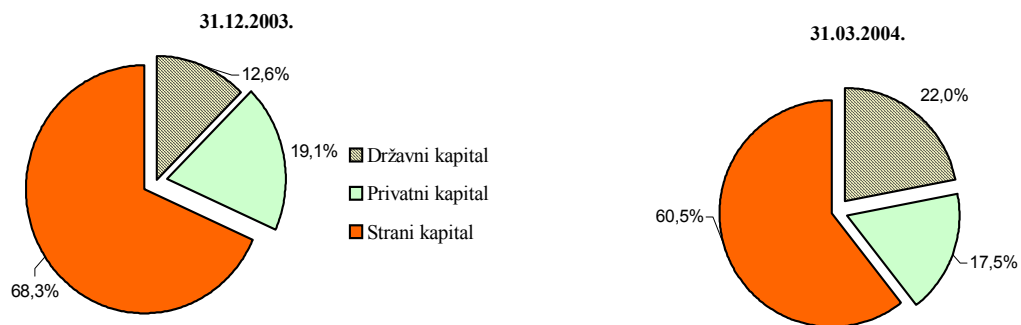 31.12.2003.
12,6%
19,1%
68,3%
Državni kapital
Privatni kapital
Strani kapital
31.03.2004.
22,0%
60,5%
17,5%